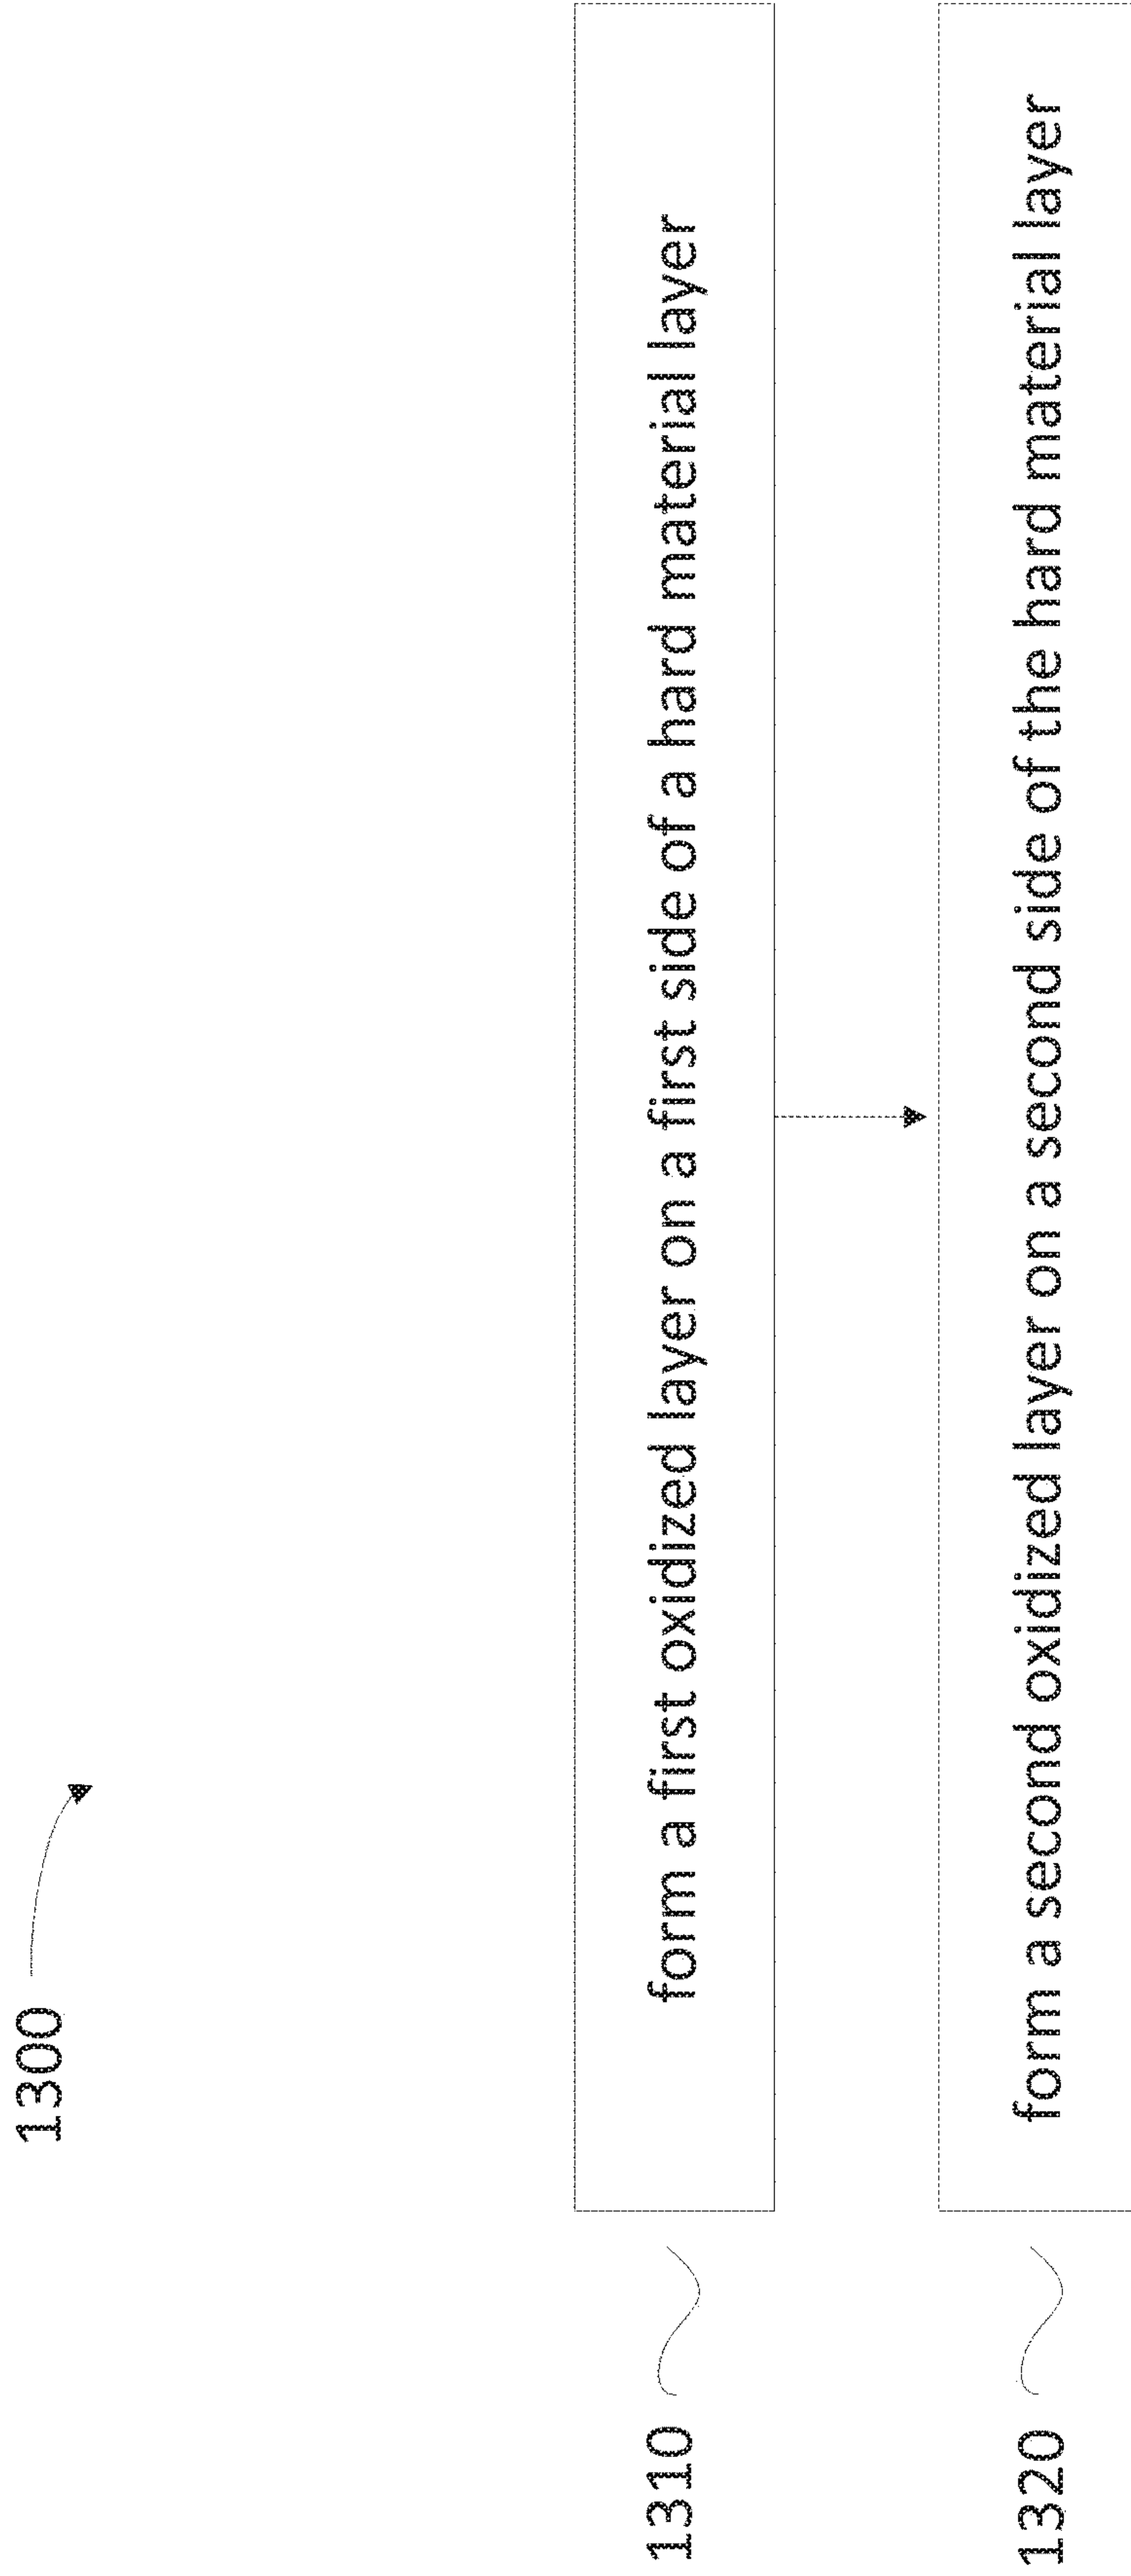 1300
1310
form a first oxidized layer on a first side of a hard material layer
1320
form a second oxidized layer on a second side of the hard material layer